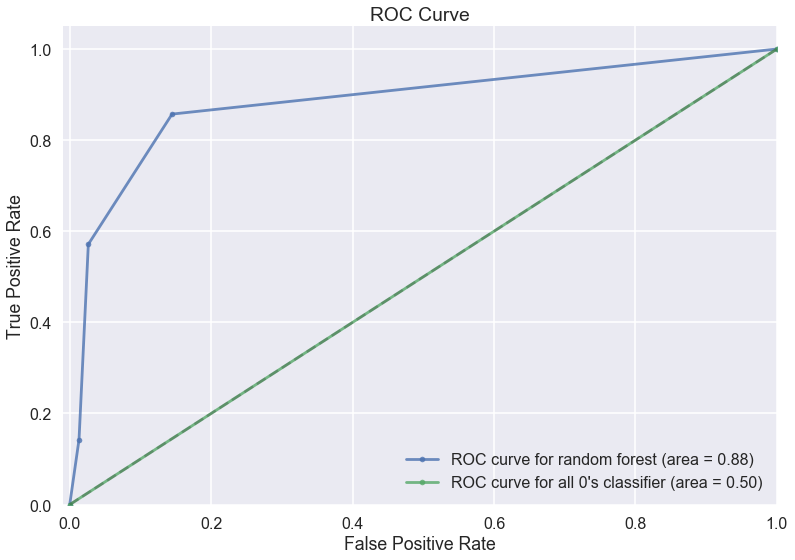 ROC Curve
1.0
0.8
0.6
0.4
0.2
0.0
True Positive Rate
ROC curve for random forest (area = 0.88)
ROC curve for all 0's classifier (area = 0.50)
0.0 0.2 0.4 0.6 0.8 1.0
False Positive Rate